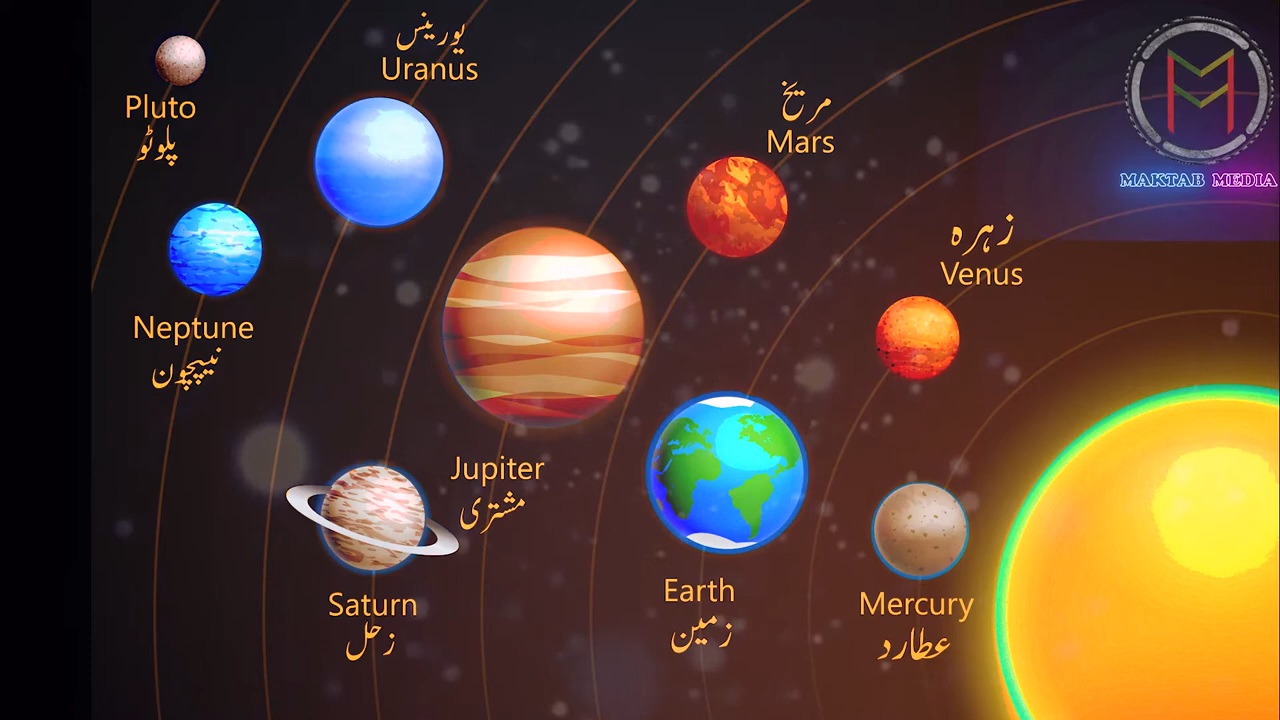 یورینس
Uranus
Pluto
پلوٹو
مریخ
Mars
MAKTAB MEDIA
زہرہ
Venus
Neptune
نیپچون
Jupiter
مشتری
Saturn
زحل
Earth
زمین
Mercury
عطارد